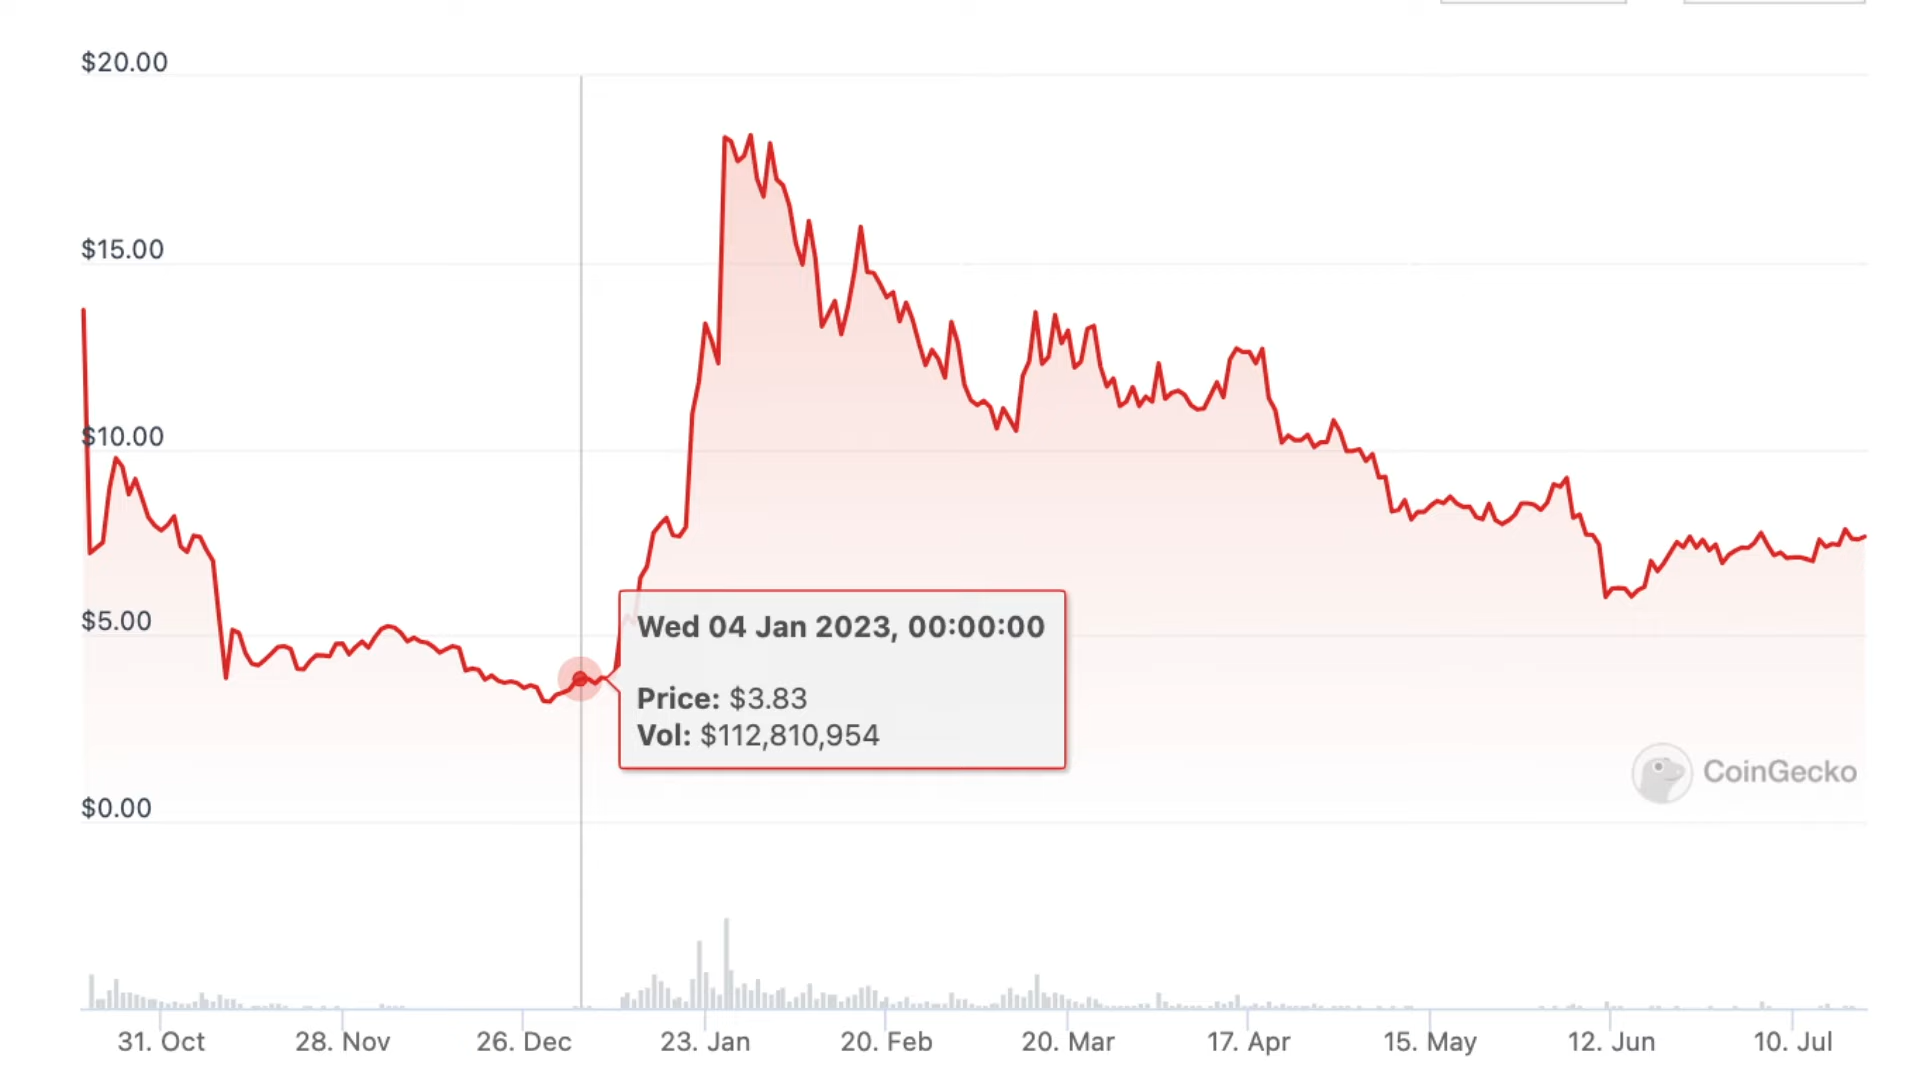 $20.00
$15.00
$10.00
$5.00
$0.00
Wed 04 Jan 2023, 00:00:00
Price: $3.83
Vol: $112,810,954
CoinGecko
31. Oct 28. Nov 26. Dec 23. Jan 20. Feb 20. Mar 17. Apr 15. May 12. Jun 10. Jul